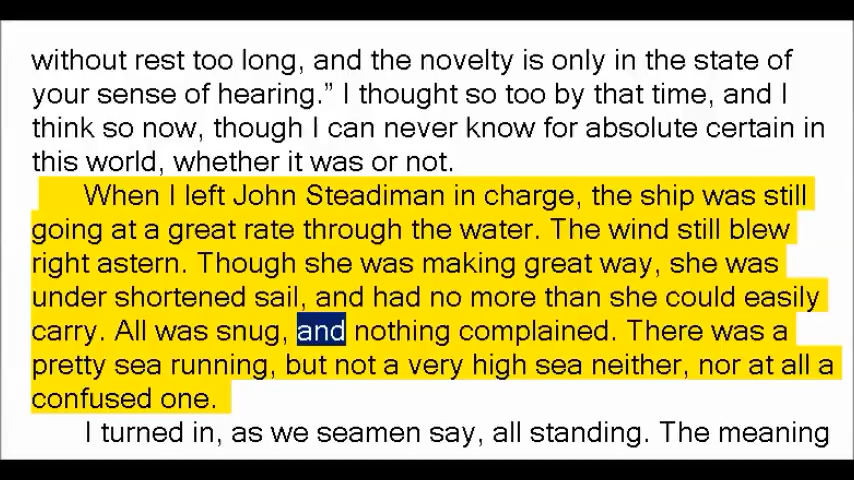 without rest too long, and the novelty is only in the state of
your sense of hearing.” I thought so too by that time, and I
think so now, though I can never know for absolute certain in
this world, whether it was or not.
When I left John Steadiman in charge, the ship was still
going at a great rate through the water. The wind still blew
right astern. Though she was making great way, she was
under shortened sail, and had no more than she could easily
carry. All was snug, and nothing complained. There was a
pretty sea running, but not a very high sea neither, nor at all a
confused one.
I turned in, as we seamen say, all standing. The meaning